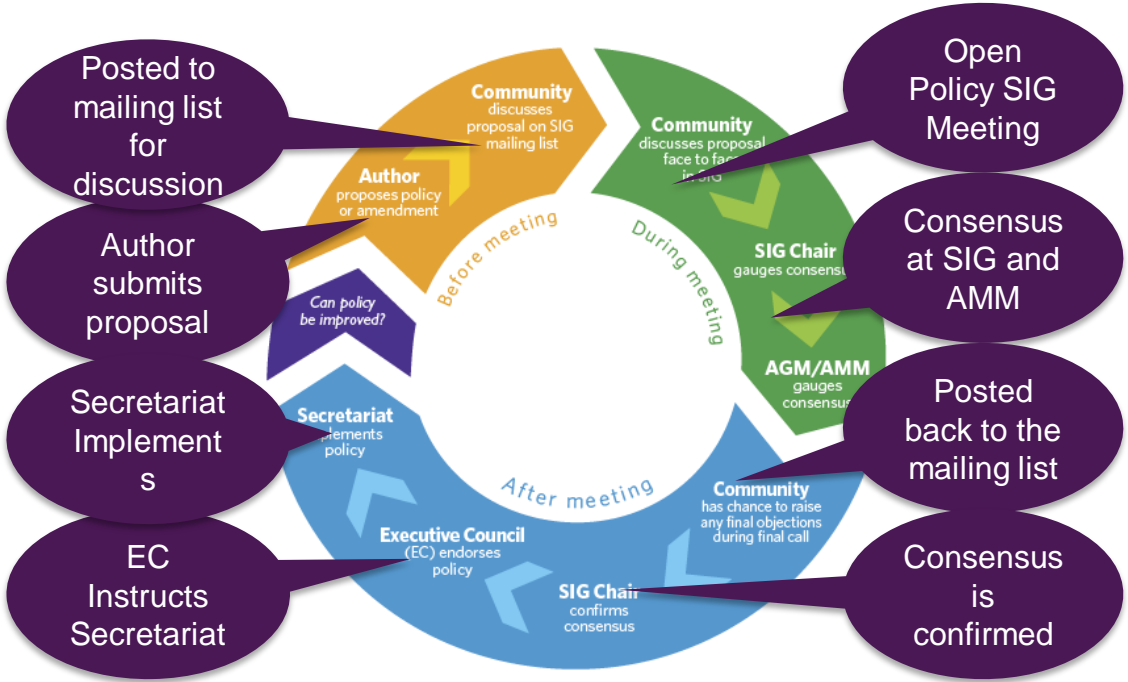 Posted to
mailing list
for
discussion
Author
submits
proposal
Secretariat
Implement
s
EC
Instructs
Secretariat
Open
Policy SIG
Meeting
Consensus
at SIG and
AMM
Posted
back to the
mailing list
Consensus
is
confirmed
Before meeting
Author
proposes policy
or amendment
Community
discusses
proposal on SIG
mailing list
During meeting
Community
discusses proposal
face to face
in SIG
SIG Chair
gauges consensus
AGM/AMM
gauges
consensus
After meeting
Community
has chance to raise
any final objections
during final call
SIG Chair
confirms
consensus
Executive Council
(EC) endorses
policy
Secretariat
plements
policy
Can policy
be improved?